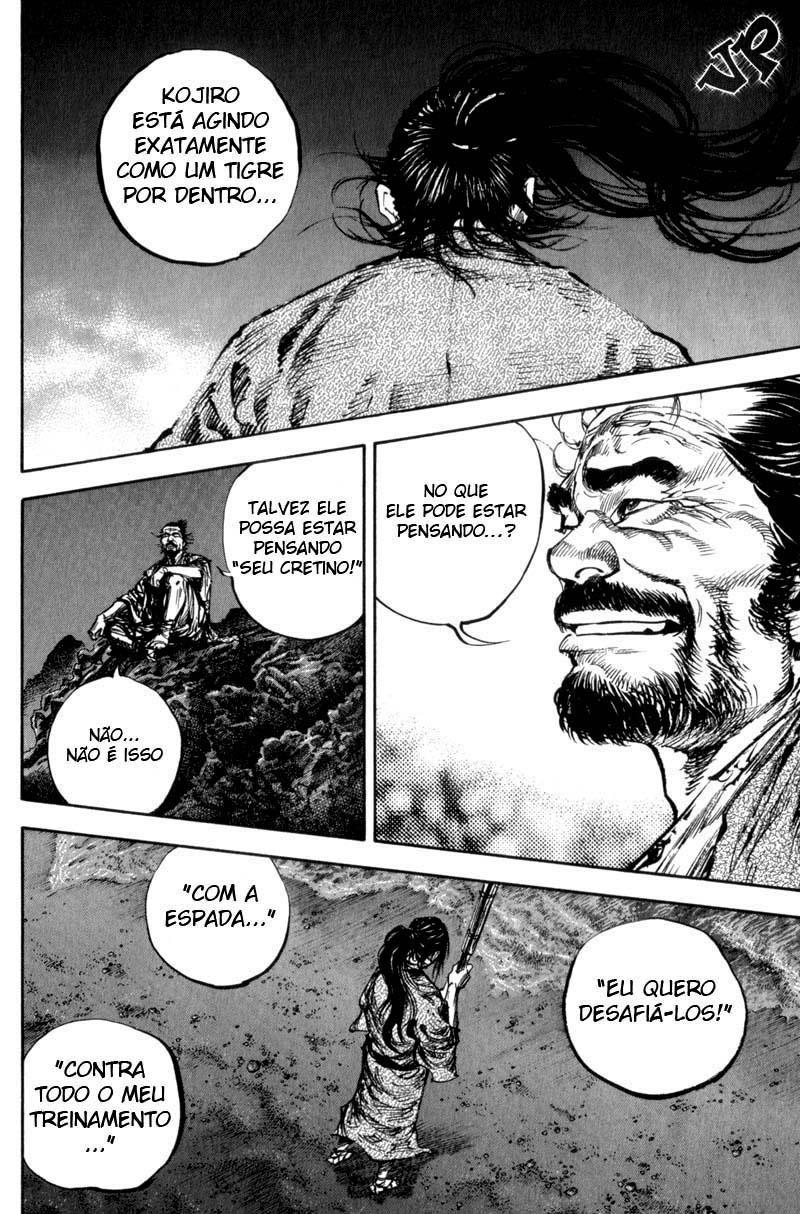 VP
KOJIRO
ESTÁ AGINDO
EXATAMENTE
COMO UM TIGRE
POR DENTRO...
NO QUE
ELE PODE ESTAR
PENSANDO...?
TALVEZ ELE
POSSA ESTAR
PENSANDO
"SEU CRETINO!"
NÃO...
NÃO É ISSO
"EU QUERO
DESAFIÁ-LOS!"
"COM A
ESPADA..."
"CONTRA
TODO O MEU
TREINAMENTO
..."